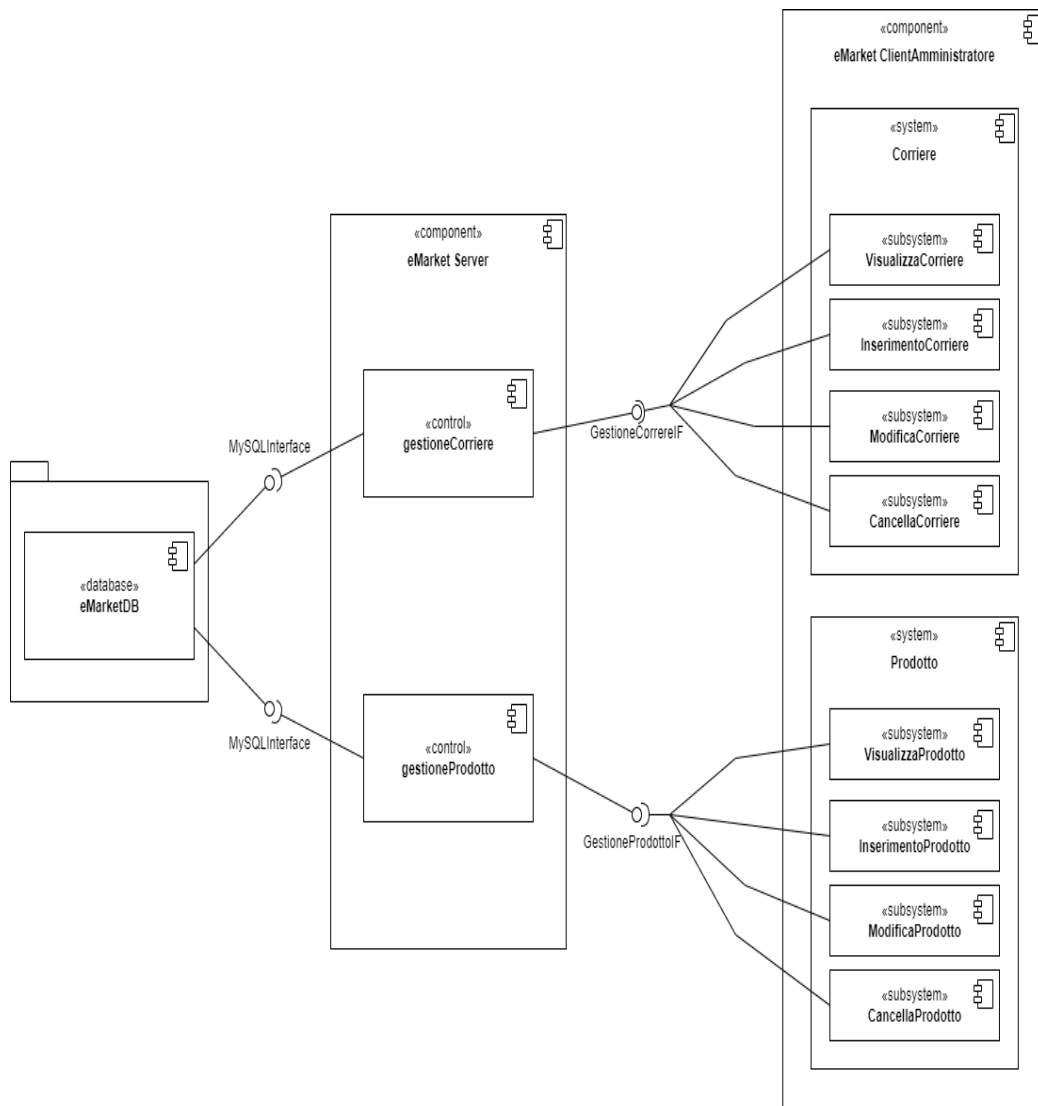 «component»
eMarket ClientAmministratore
«system»
Corriere
«subsystem»
VisualizzaCorriere
«subsystem»
InserimentoCorriere
«subsystem»
ModificaCorriere
«subsystem»
CancellaCorriere
«component»
eMarket Server
«control»
gestioneCorriere
GestioneCorrereIF
MySQLInterface
«database»
eMarketDB
MySQLInterface
«control»
gestioneProdotto
GestioneProdottoIF
«system»
Prodotto
«subsystem»
VisualizzaProdotto
«subsystem»
InserimentoProdotto
«subsystem»
ModificaProdotto
«subsystem»
CancellaProdotto